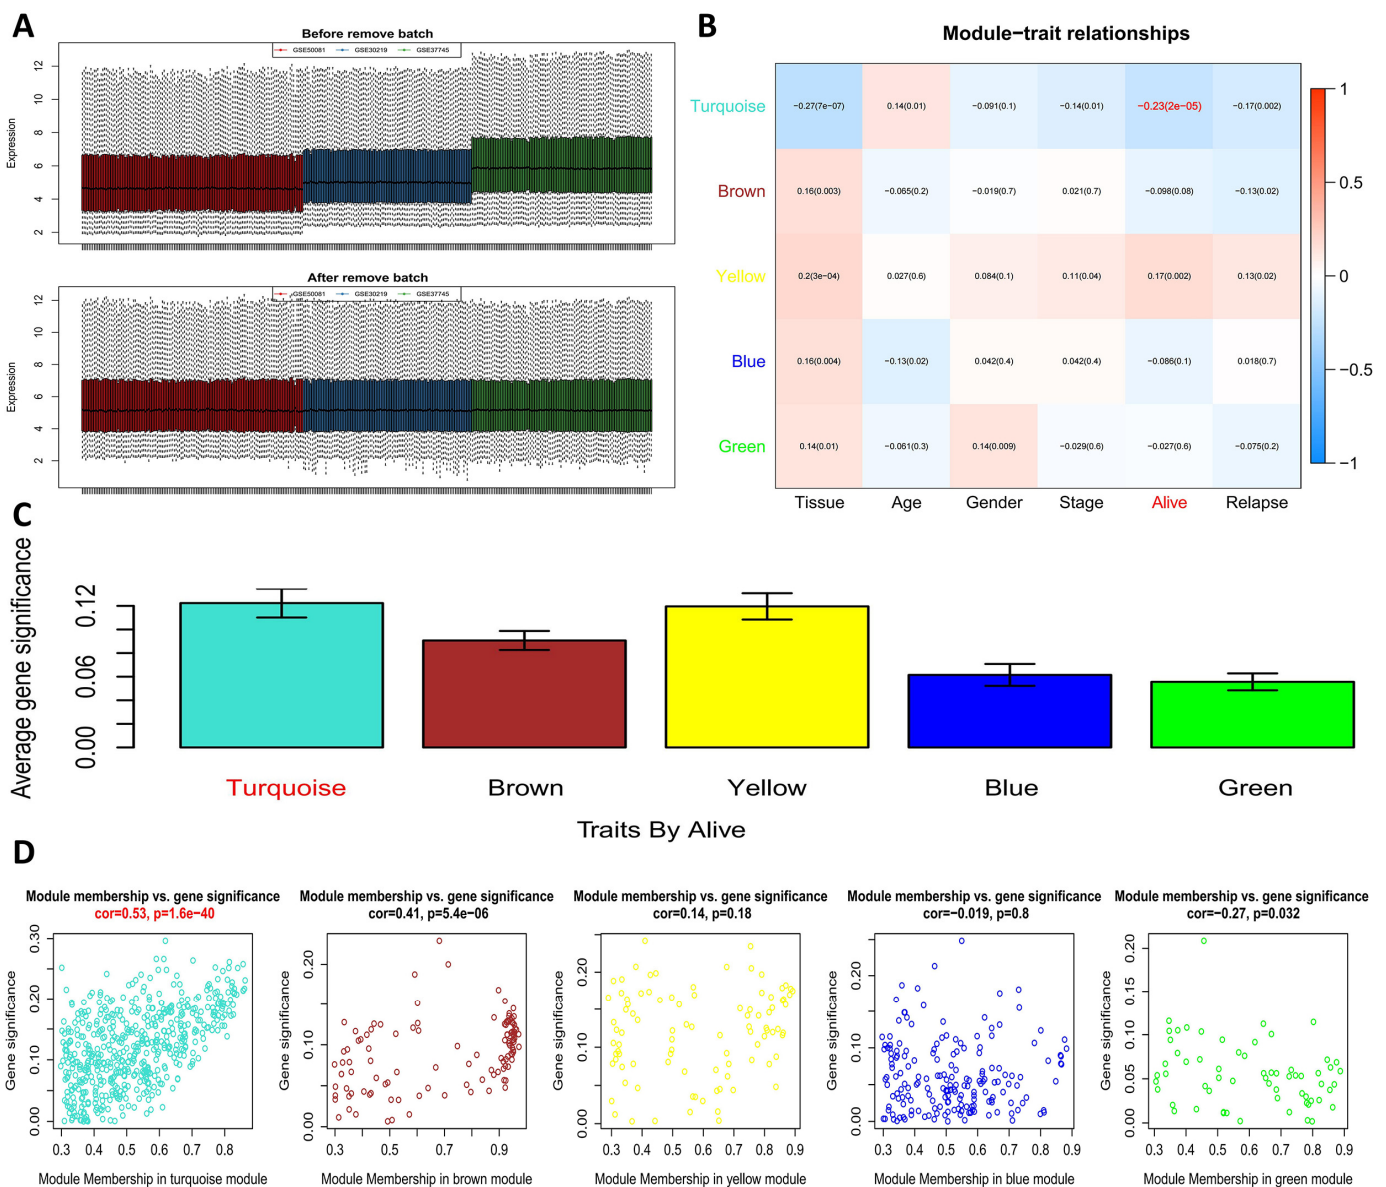 A
Before remove batch
GSE50081 GSE30219 GSE37745
Expression
12
10
8
6
4
2
After remove batch
GSE50081 GSE30219 GSE37745
Expression
12
10
8
6
4
2
B
Module−trait relationships
Turquoise −0.27(7e−07) 0.14(0.01) −0.091(0.1) −0.14(0.01) −0.23(2e−05) −0.17(0.002)
Brown 0.16(0.003) −0.065(0.2) −0.019(0.7) 0.021(0.7) −0.098(0.08) −0.13(0.02)
Yellow 0.2(3e−04) 0.027(0.6) 0.084(0.1) 0.11(0.04) 0.17(0.002) 0.13(0.02)
Blue 0.16(0.004) −0.13(0.02) 0.042(0.4) 0.042(0.4) −0.086(0.1) 0.018(0.7)
Green 0.14(0.01) −0.061(0.3) 0.14(0.009) −0.029(0.6) −0.027(0.6) −0.075(0.2)
Tissue Age Gender Stage Alive Relapse
1
0.5
0
−0.5
−1
C
Average gene significance
0.12
0.06
0.00
Turquoise Brown Yellow Blue Green
Traits By Alive
D
Module membership vs. gene significance
cor=0.53, p=1.6e−40
Gene significance
0.30
0.20
0.10
0.00
0.3 0.4 0.5 0.6 0.7 0.8
Module Membership in turquoise module
Module membership vs. gene significance
cor=0.41, p=5.4e−06
Gene significance
0.20
0.10
0.00
0.3 0.5 0.7 0.9
Module Membership in brown module
Module membership vs. gene significance
cor=0.14, p=0.18
Gene significance
0.20
0.10
0.00
0.3 0.4 0.5 0.6 0.7 0.8 0.9
Module Membership in yellow module
Module membership vs. gene significance
cor=−0.019, p=0.8
Gene significance
0.20
0.10
0.00
0.3 0.4 0.5 0.6 0.7 0.8 0.9
Module Membership in blue module
Module membership vs. gene significance
cor=−0.27, p=0.032
Gene significance
0.20
0.15
0.10
0.05
0.00
0.3 0.4 0.5 0.6 0.7 0.8 0.9
Module Membership in green module